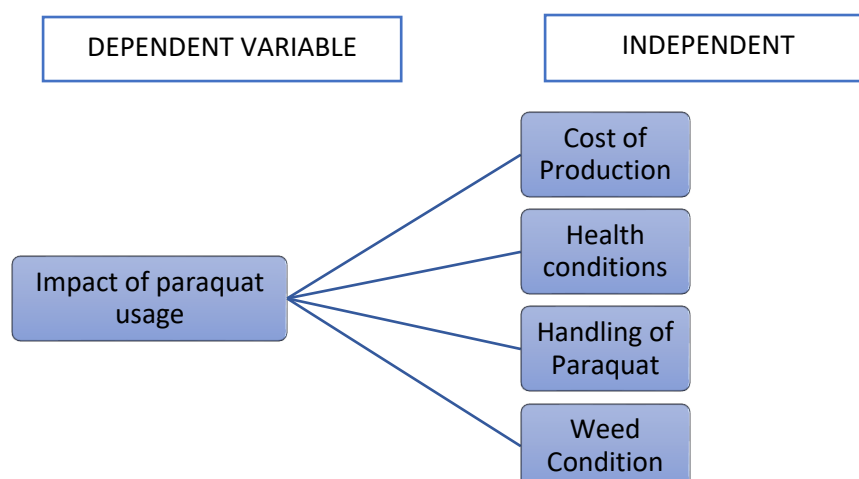 DEPENDENT VARIABLE
INDEPENDENT
Cost of
Production
Health
conditions
Impact of paraquat
usage
Handling of
Paraquat
Weed
Condition